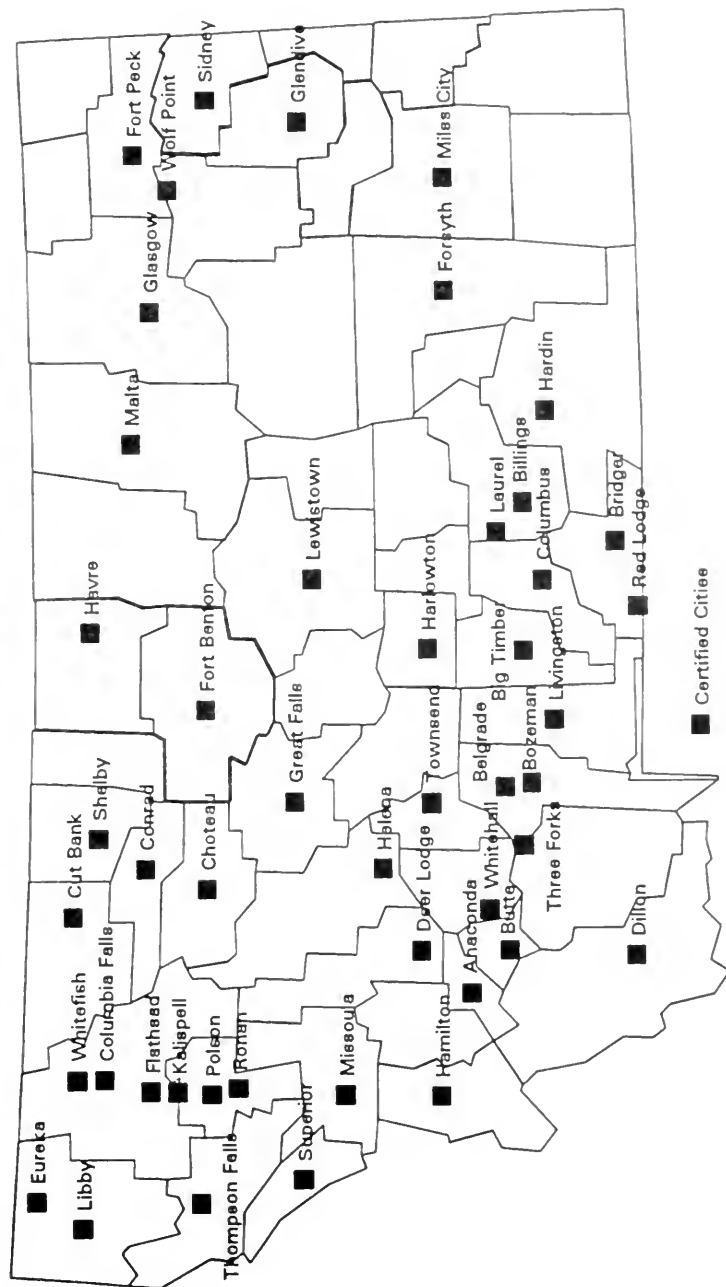 Eureka
Libby
Whitefish
Columbia Falls
Flathead
Kalispell
Polson
Ronan
Thompson Falls
Superior
Missoula
Hamilton
Cut Bank
Shelby
Conrad
Choteau
Great Falls
Helena
Deer Lodge
Anaconda
Butte
Whitehall
Three Forks
Dillon
Townsend
Belgrade
Bozeman
Livingston
Big Timber
Harlowton
Havre
Fort Benton
Lewistown
Laurel
Billings
Columbus
Bridger
Red Lodge
Hardin
Malta
Glasgow
Fort Peck
Wolf Point
Sidney
Glendive
Miles City
Forsyth
Certified Cities